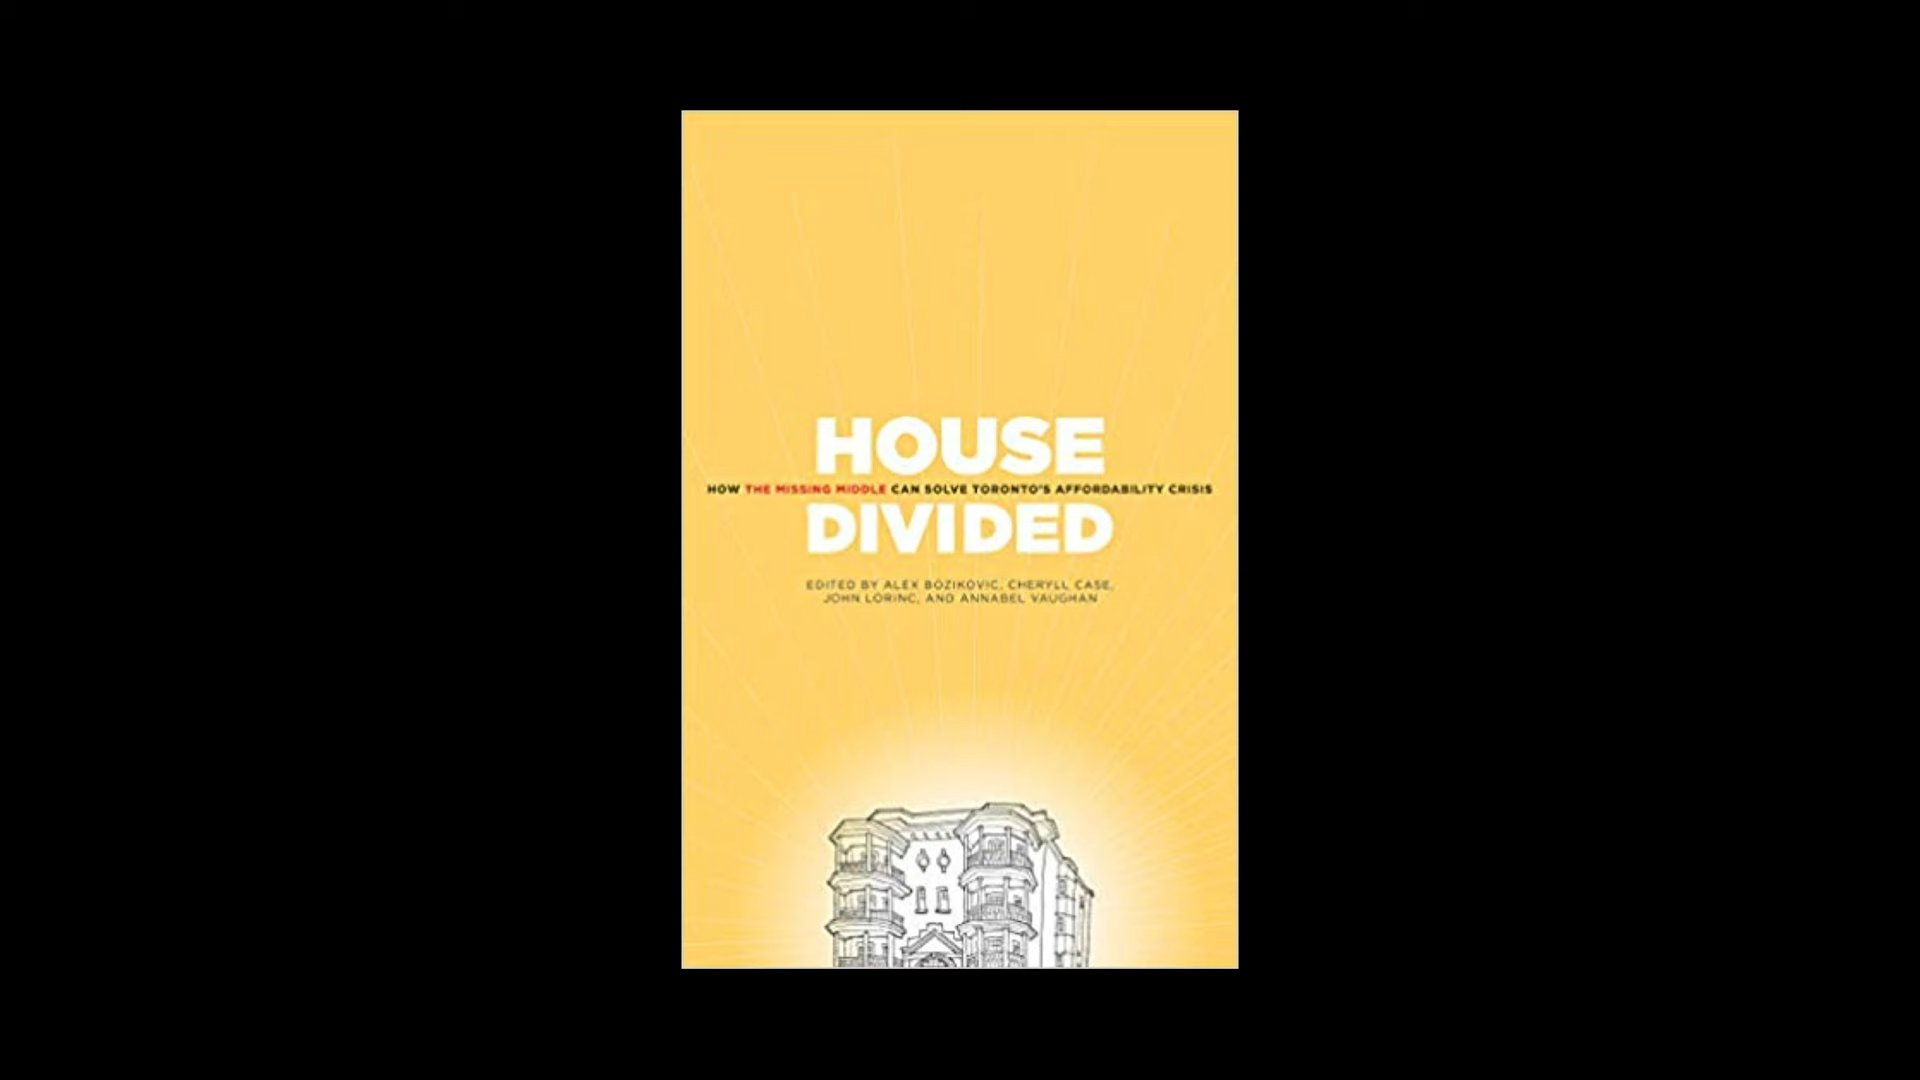 HOUSE
HOW THE MISSING MIDDLE CAN SOLVE TORONTO'S AFFORDABILITY CRISIS
DIVIDED
EDITED BY ALEX BOZIKOVIC, CHERYLL CASE,
JOHN LORINC, AND ANNABEL VAUGHAN